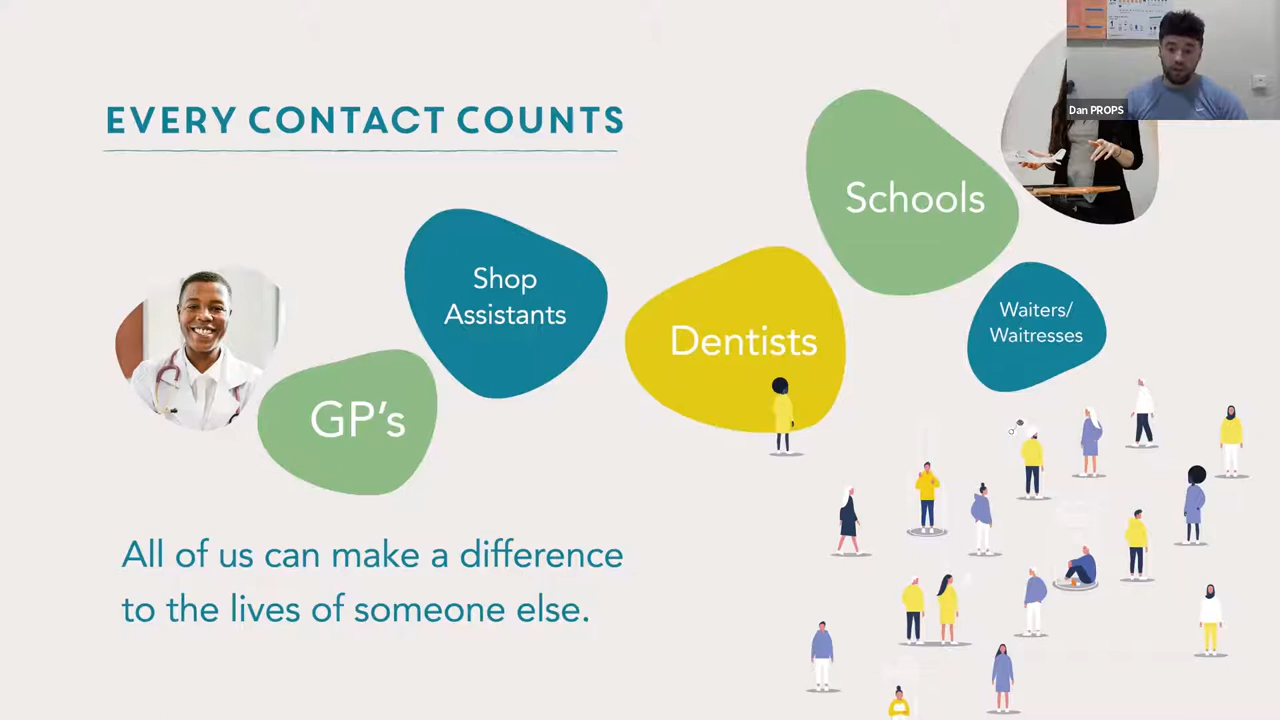 EVERY CONTACT COUNTS
Dan PROPS
Schools
Shop
Assistants
Waiters/
Waitresses
Dentists
GP's
All of us can make a difference
to the lives of someone else.